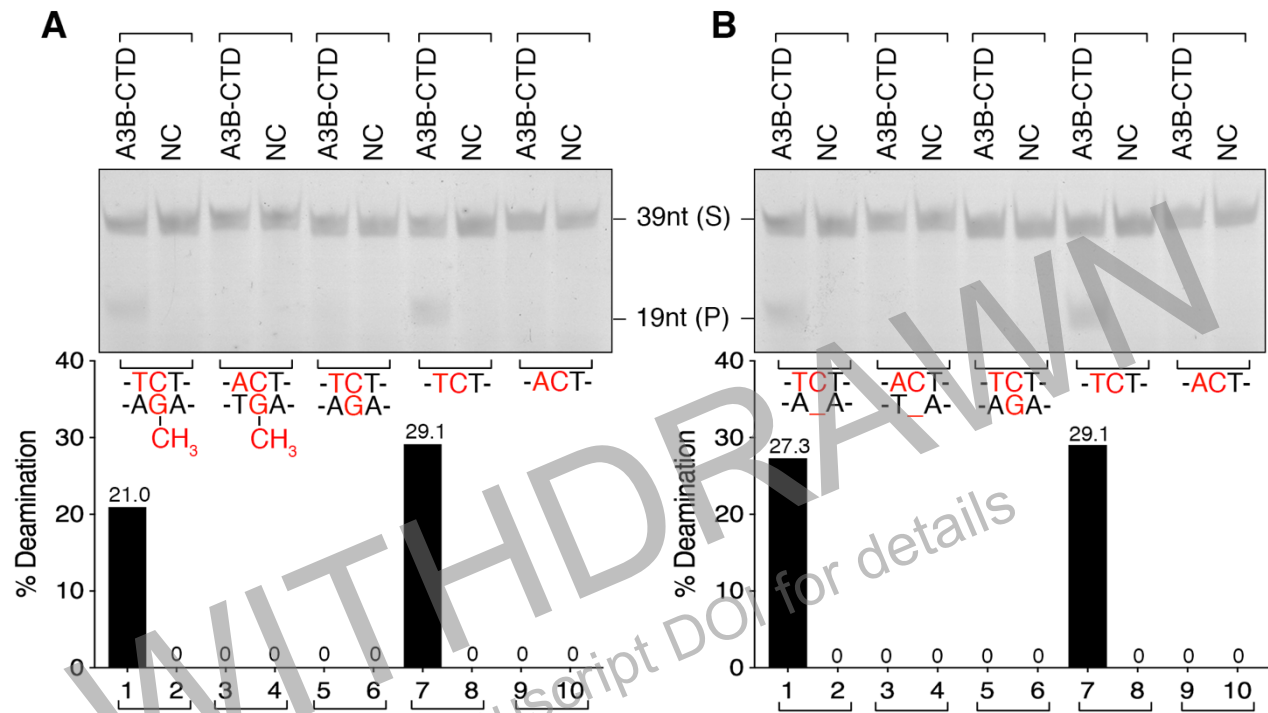 A
B
A3B-CTD NC A3B-CTD NC A3B-CTD NC A3B-CTD NC A3B-CTD NC
A3B-CTD NC A3B-CTD NC A3B-CTD NC A3B-CTD NC A3B-CTD NC
39nt (S)
19nt (P)
-TCT- -ACT- -TCT- -TCT- -ACT-
-AGA- -TGA- -AGA-
CH3 CH3
-TCT- -ACT- -TCT- -TCT- -ACT-
-A_A- -T_A- -AGA-
% Deamination
40
30
20
10
0
21.0 0 0 0 0 0 29.1 0 0 0
1 2 3 4 5 6 7 8 9 10
% Deamination
40
30
20
10
0
27.3 0 0 0 0 0 29.1 0 0 0
1 2 3 4 5 6 7 8 9 10
WITHDRAWN
script DOI for details